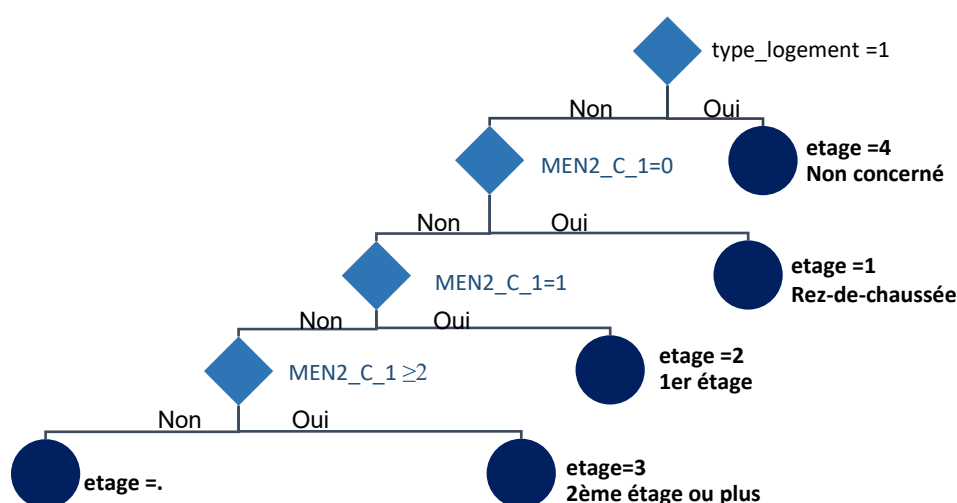 type_logement =1
Non
Oui
etage =4
Non concerné
MEN2_C_1=0
Non
Oui
etage =1
Rez-de-chaussée
MEN2_C_1=1
Non
Oui
etage =2
1er étage
MEN2_C_1 ≥2
Non
Oui
etage =.
etage=3
2ème étage ou plus